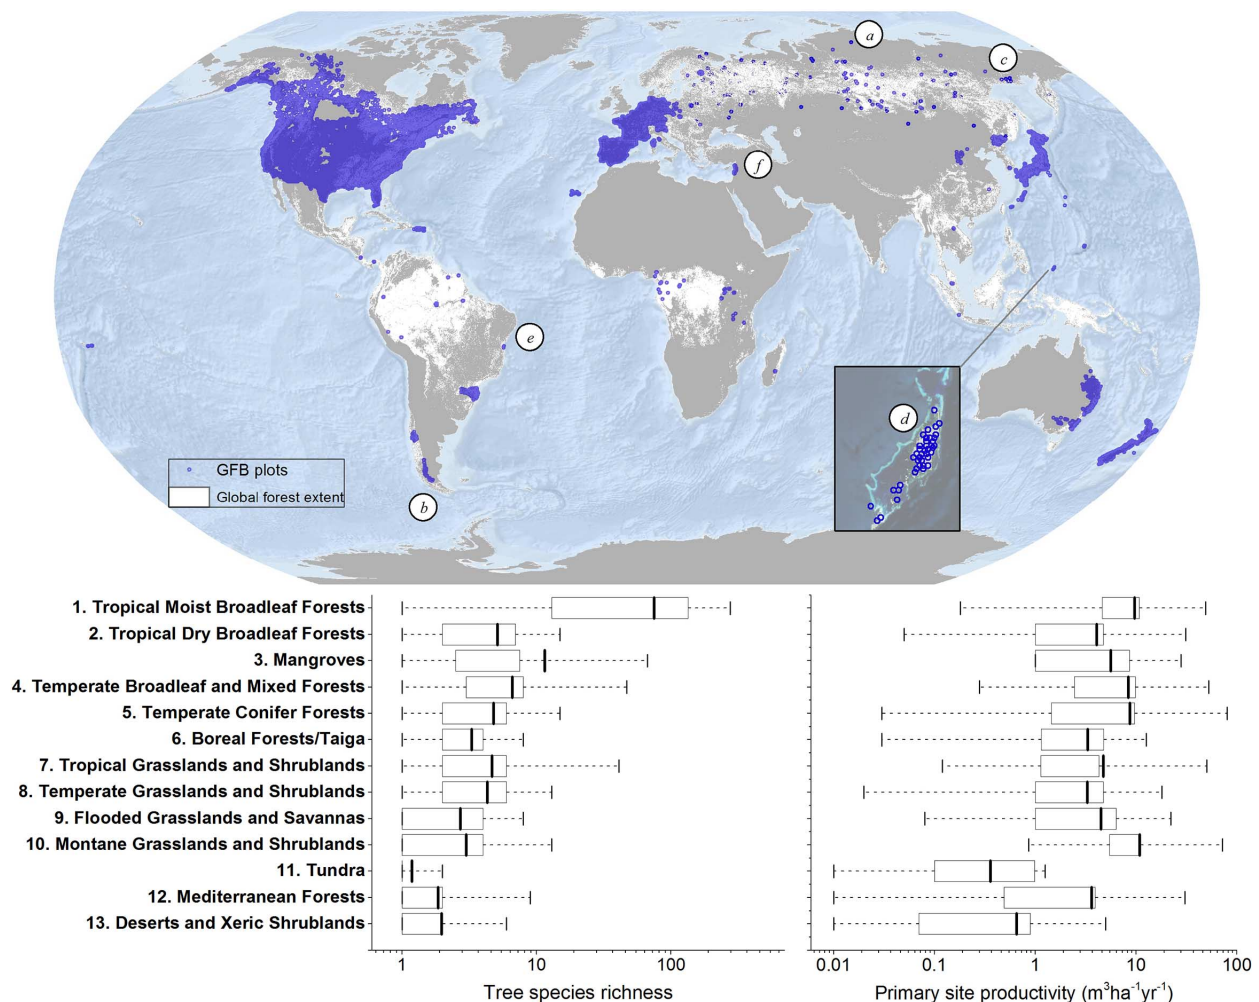 a
c
f
e
d
b
GFB plots
Global forest extent
1. Tropical Moist Broadleaf Forests
2. Tropical Dry Broadleaf Forests
3. Mangroves
4. Temperate Broadleaf and Mixed Forests
5. Temperate Conifer Forests
6. Boreal Forests/Taiga
7. Tropical Grasslands and Shrublands
8. Temperate Grasslands and Shrublands
9. Flooded Grasslands and Savannas
10. Montane Grasslands and Shrublands
11. Tundra
12. Mediterranean Forests
13. Deserts and Xeric Shrublands
1 10 100
Tree species richness
0.01 0.1 1 10 100
Primary site productivity (m³ha⁻¹yr⁻¹)